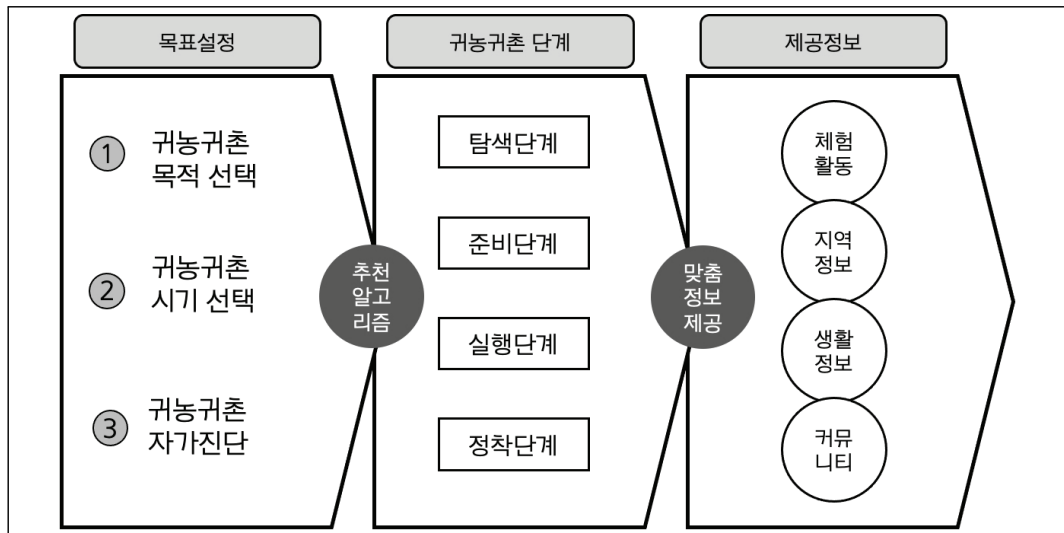 목표설정
귀농귀촌 단계
제공정보
1
귀농귀촌
목적 선택
2
귀농귀촌
시기 선택
3
귀농귀촌
자가진단
추천
알고
리즘
탐색단계
준비단계
실행단계
정착단계
맞춤
정보
제공
체험
활동
지역
정보
생활
정보
커뮤
니티